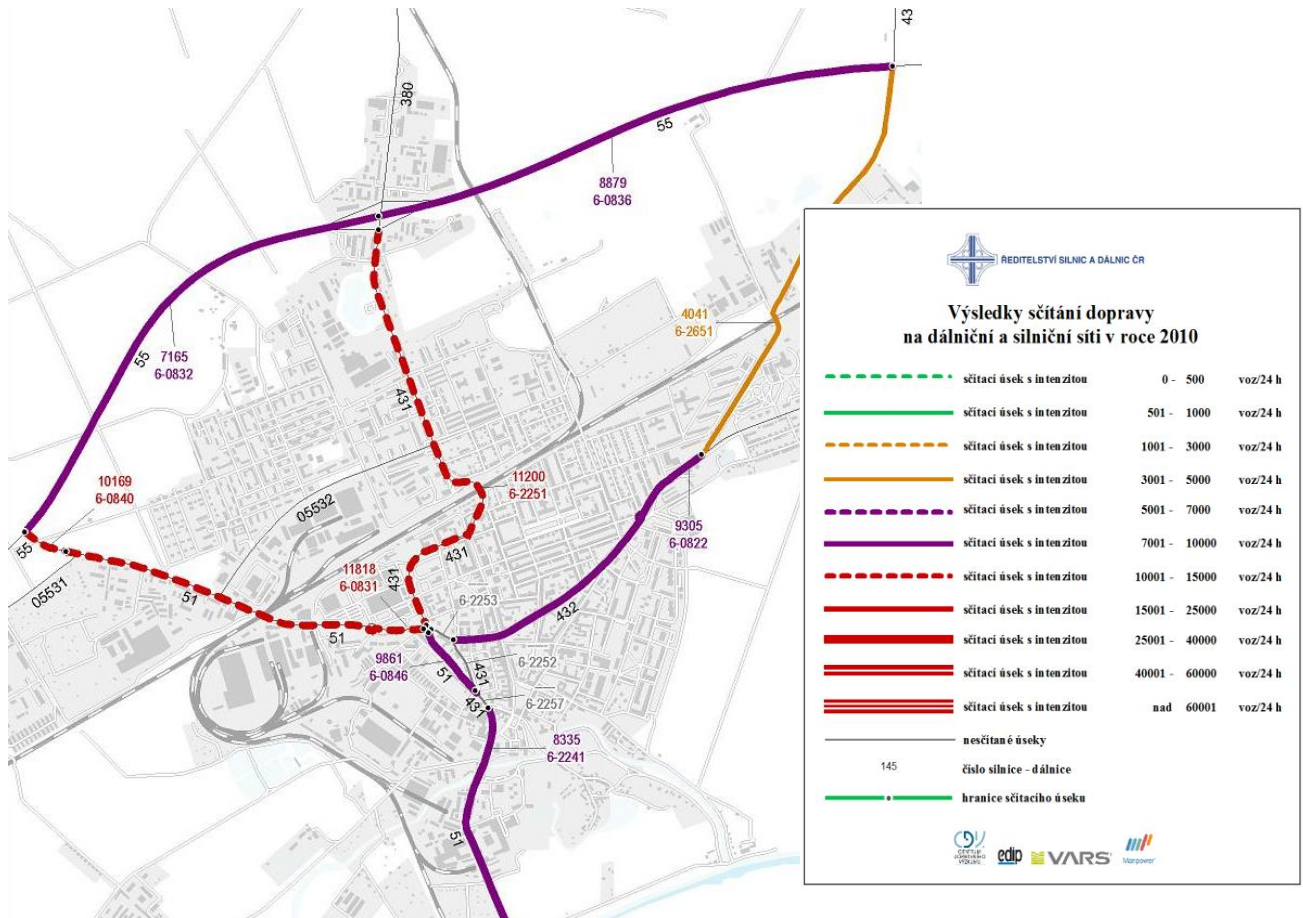 43
380
55
8879
6-0836
7165
6-0832
55
4041
6-2651
431
10169
6-0840
11200
6-2251
05532
9305
6-0822
55
431
11818
6-0831
431
05531
51
6-2253
432
51
9861
6-0846
51
431
6-2252
431
6-2257
8335
6-2241
51
ŘEDITELSTVÍ SILNIC A DÁLNIC ČR
Výsledky sčítání dopravy
na dálniční a silniční síti v roce 2010
sčítací úsek s intenzitou 0 - 500 voz/24 h
sčítací úsek s intenzitou 501 - 1000 voz/24 h
sčítací úsek s intenzitou 1001 - 3000 voz/24 h
sčítací úsek s intenzitou 3001 - 5000 voz/24 h
sčítací úsek s intenzitou 5001 - 7000 voz/24 h
sčítací úsek s intenzitou 7001 - 10000 voz/24 h
sčítací úsek s intenzitou 10001 - 15000 voz/24 h
sčítací úsek s intenzitou 15001 - 25000 voz/24 h
sčítací úsek s intenzitou 25001 - 40000 voz/24 h
sčítací úsek s intenzitou 40001 - 60000 voz/24 h
sčítací úsek s intenzitou nad 60001 voz/24 h
nesčítané úseky
145 číslo silnice - dálnice
hranice sčítacího úseku
CDV
CENTRUM
DOPRAVNÍHO
VÝZKUMU
edip
VARS
Manpower